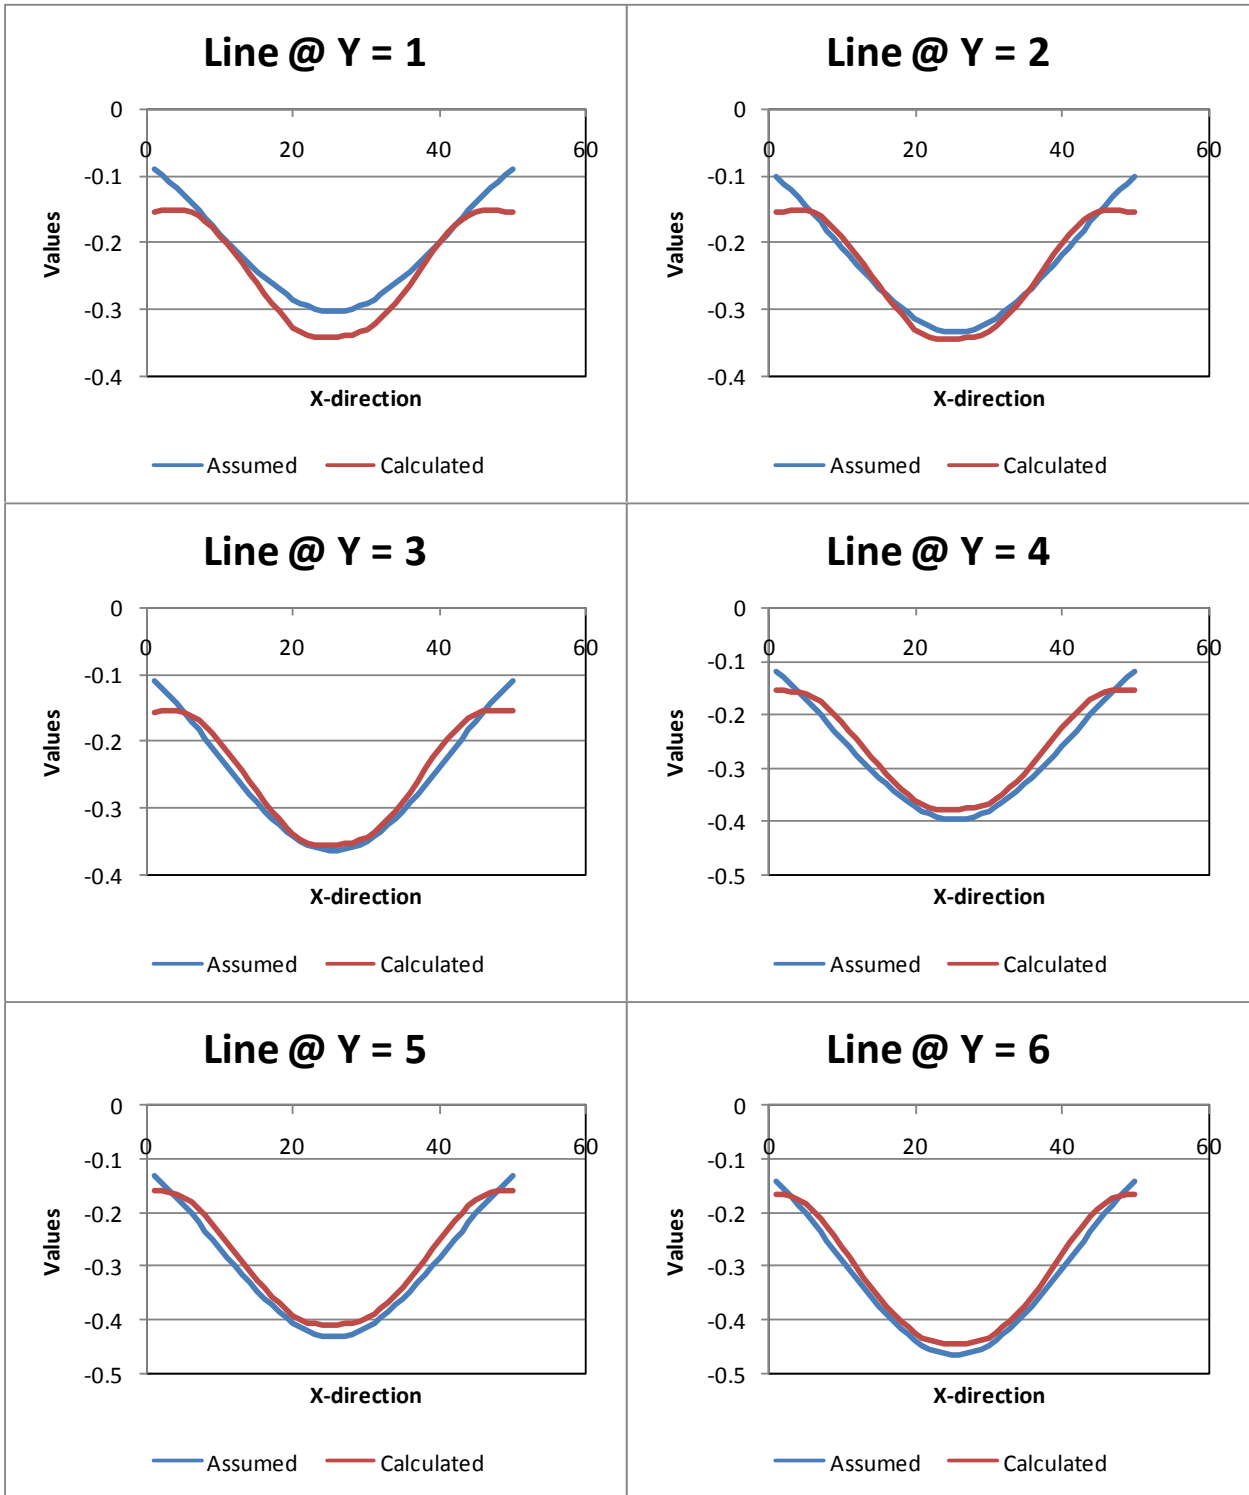 Line @ Y = 1
0
0 20 40 60
-0.1
-0.2
-0.3
-0.4
Values
X-direction
Assumed Calculated
Line @ Y = 2
0
0 20 40 60
-0.1
-0.2
-0.3
-0.4
Values
X-direction
Assumed Calculated
Line @ Y = 3
0
0 20 40 60
-0.1
-0.2
-0.3
-0.4
Values
X-direction
Assumed Calculated
Line @ Y = 4
0
0 20 40 60
-0.1
-0.2
-0.3
-0.4
-0.5
Values
X-direction
Assumed Calculated
Line @ Y = 5
0
0 20 40 60
-0.1
-0.2
-0.3
-0.4
-0.5
Values
X-direction
Assumed Calculated
Line @ Y = 6
0
0 20 40 60
-0.1
-0.2
-0.3
-0.4
-0.5
Values
X-direction
Assumed Calculated